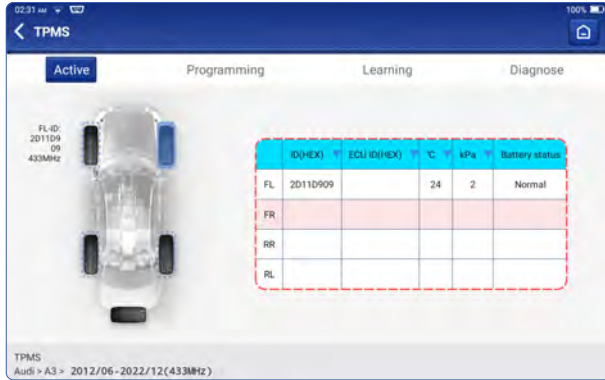 02:31 AM 100%
TPMS
Active Programming Learning Diagnose
FL-ID:
2D11D9
09
433MHz
ID(HEX) ECU ID(HEX) ℃ kPa Battery status
FL 2D11D909 24 2 Normal
FR
RR
RL
TPMS
Audi > A3 > 2012/06-2022/12(433MHz)